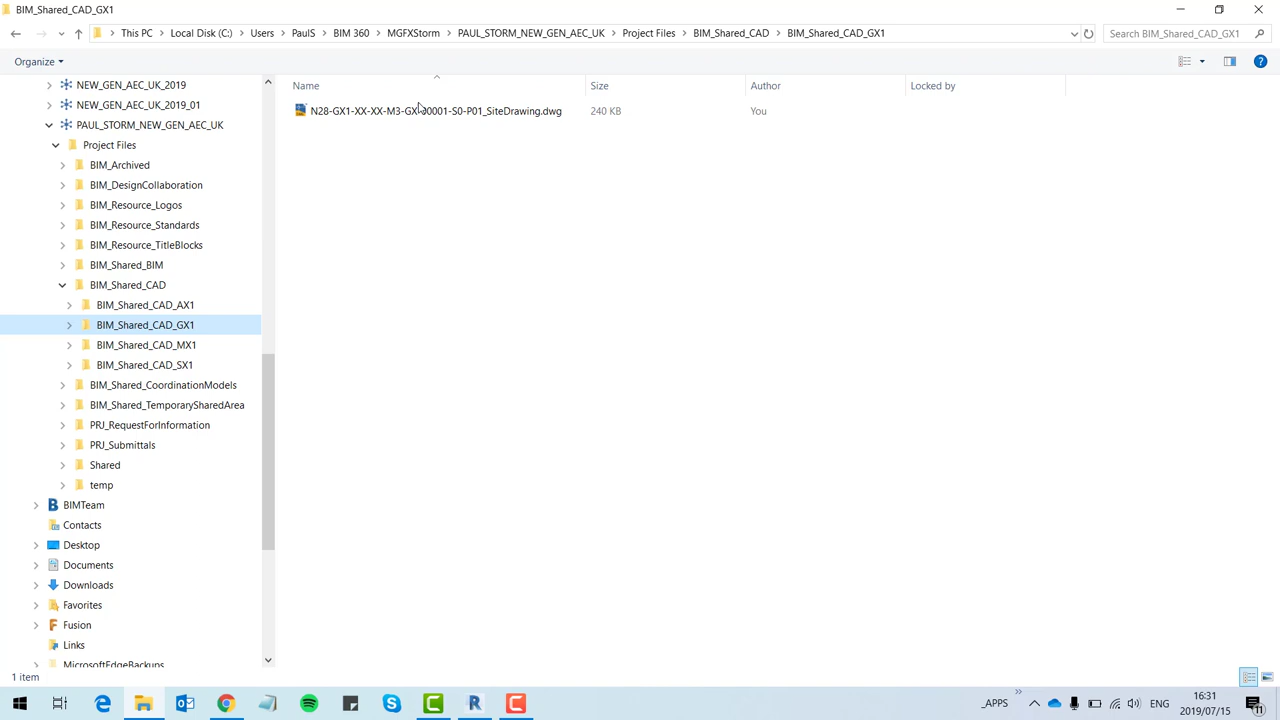 BIM_Shared_CAD_GX1
This PC > Local Disk (C:) > Users > PaulS > BIM 360 > MGFXStorm > PAUL_STORM_NEW_GEN_AEC_UK > Project Files > BIM_Shared_CAD > BIM_Shared_CAD_GX1
Search BIM_Shared_CAD_GX1
Organize
Name Size Author Locked by
N28-GX1-XX-XX-M3-GX-00001-S0-P01_SiteDrawing.dwg 240 KB You
NEW_GEN_AEC_UK_2019
NEW_GEN_AEC_UK_2019_01
PAUL_STORM_NEW_GEN_AEC_UK
Project Files
BIM_Archived
BIM_DesignCollaboration
BIM_Resource_Logos
BIM_Resource_Standards
BIM_Resource_TitleBlocks
BIM_Shared_BIM
BIM_Shared_CAD
BIM_Shared_CAD_AX1
BIM_Shared_CAD_GX1
BIM_Shared_CAD_MX1
BIM_Shared_CAD_SX1
BIM_Shared_CoordinationModels
BIM_Shared_TemporarySharedArea
PRJ_RequestForInformation
PRJ_Submittals
Shared
temp
BIMTeam
Contacts
Desktop
Documents
Downloads
Favorites
Fusion
Links
MicrosoftEdgeBackups
1 item
_APPS
ENG
16:31
2019/07/15
11